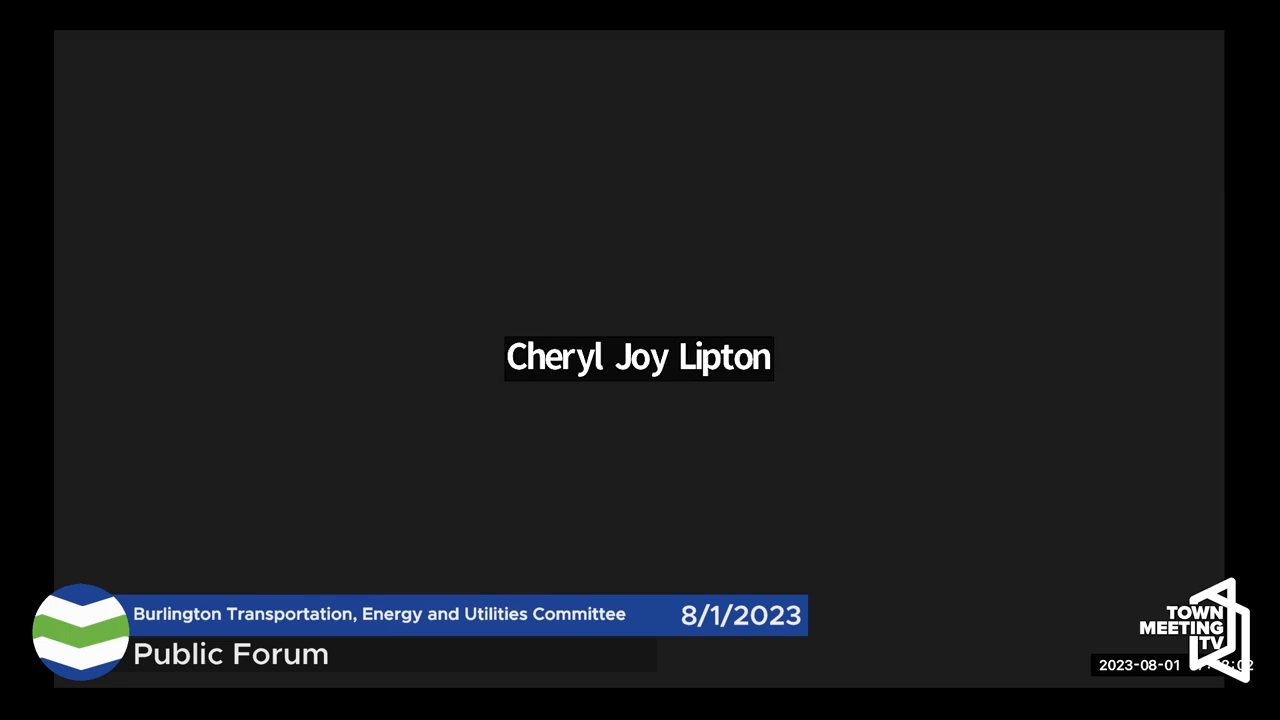 Cheryl Joy Lipton
Burlington Transportation, Energy and Utilities Committee
8/1/2023
Public Forum
TOWN
MEETING
TV
2023-08-01